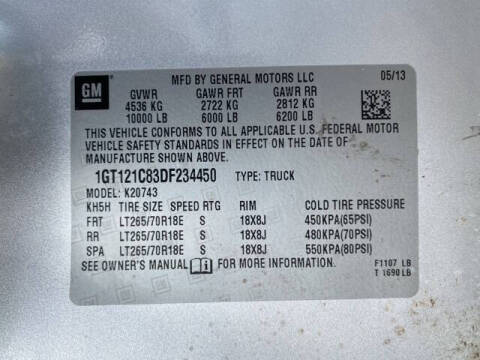 GM
MFD BY GENERAL MOTORS LLC 05/13
GVWR GAWR FRT GAWR RR
4536 KG 2722 KG 2812 KG
10000 LB 6000 LB 6200 LB
THIS VEHICLE CONFORMS TO ALL APPLICABLE U.S. FEDERAL MOTOR
VEHICLE SAFETY STANDARDS IN EFFECT ON THE DATE OF
MANUFACTURE SHOWN ABOVE.
1GT121C83DF234450 TYPE: TRUCK
MODEL: K20743
KH5H TIRE SIZE SPEED RTG RIM COLD TIRE PRESSURE
FRT LT265/70R18E S 18X8J 450KPA(65PSI)
RR LT265/70R18E S 18X8J 480KPA(70PSI)
SPA LT265/70R18E S 18X8J 550KPA(80PSI)
SEE OWNER'S MANUAL FOR MORE INFORMATION.
F1107 LB
T 1690 LB